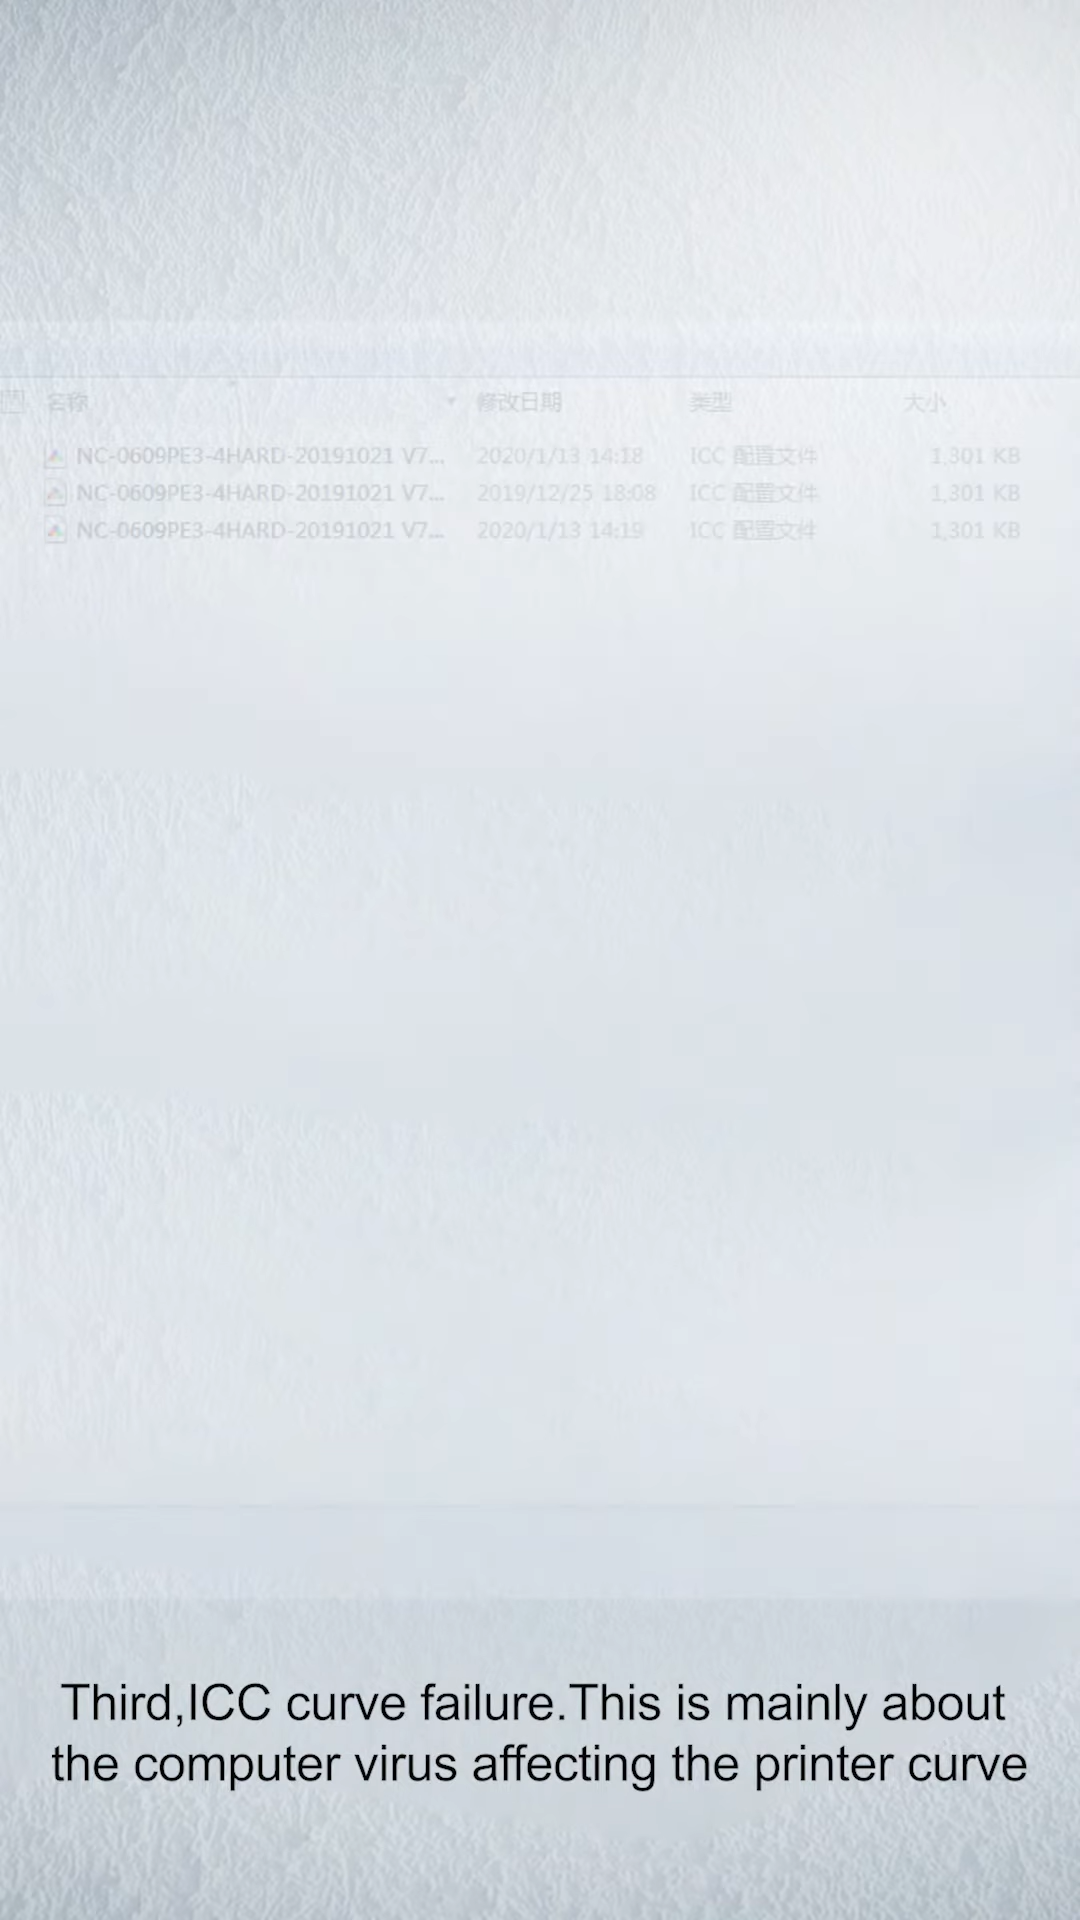 名称 修改日期 类型 大小
NC-0609PE3-4HARD-20191021 V7... 2020/1/13 14:18 ICC 配置文件 1,301 KB
NC-0609PE3-4HARD-20191021 V7... 2019/12/25 18:08 ICC 配置文件 1,301 KB
NC-0609PE3-4HARD-20191021 V7... 2020/1/13 14:19 ICC 配置文件 1,301 KB
Third,ICC curve failure.This is mainly about
the computer virus affecting the printer curve